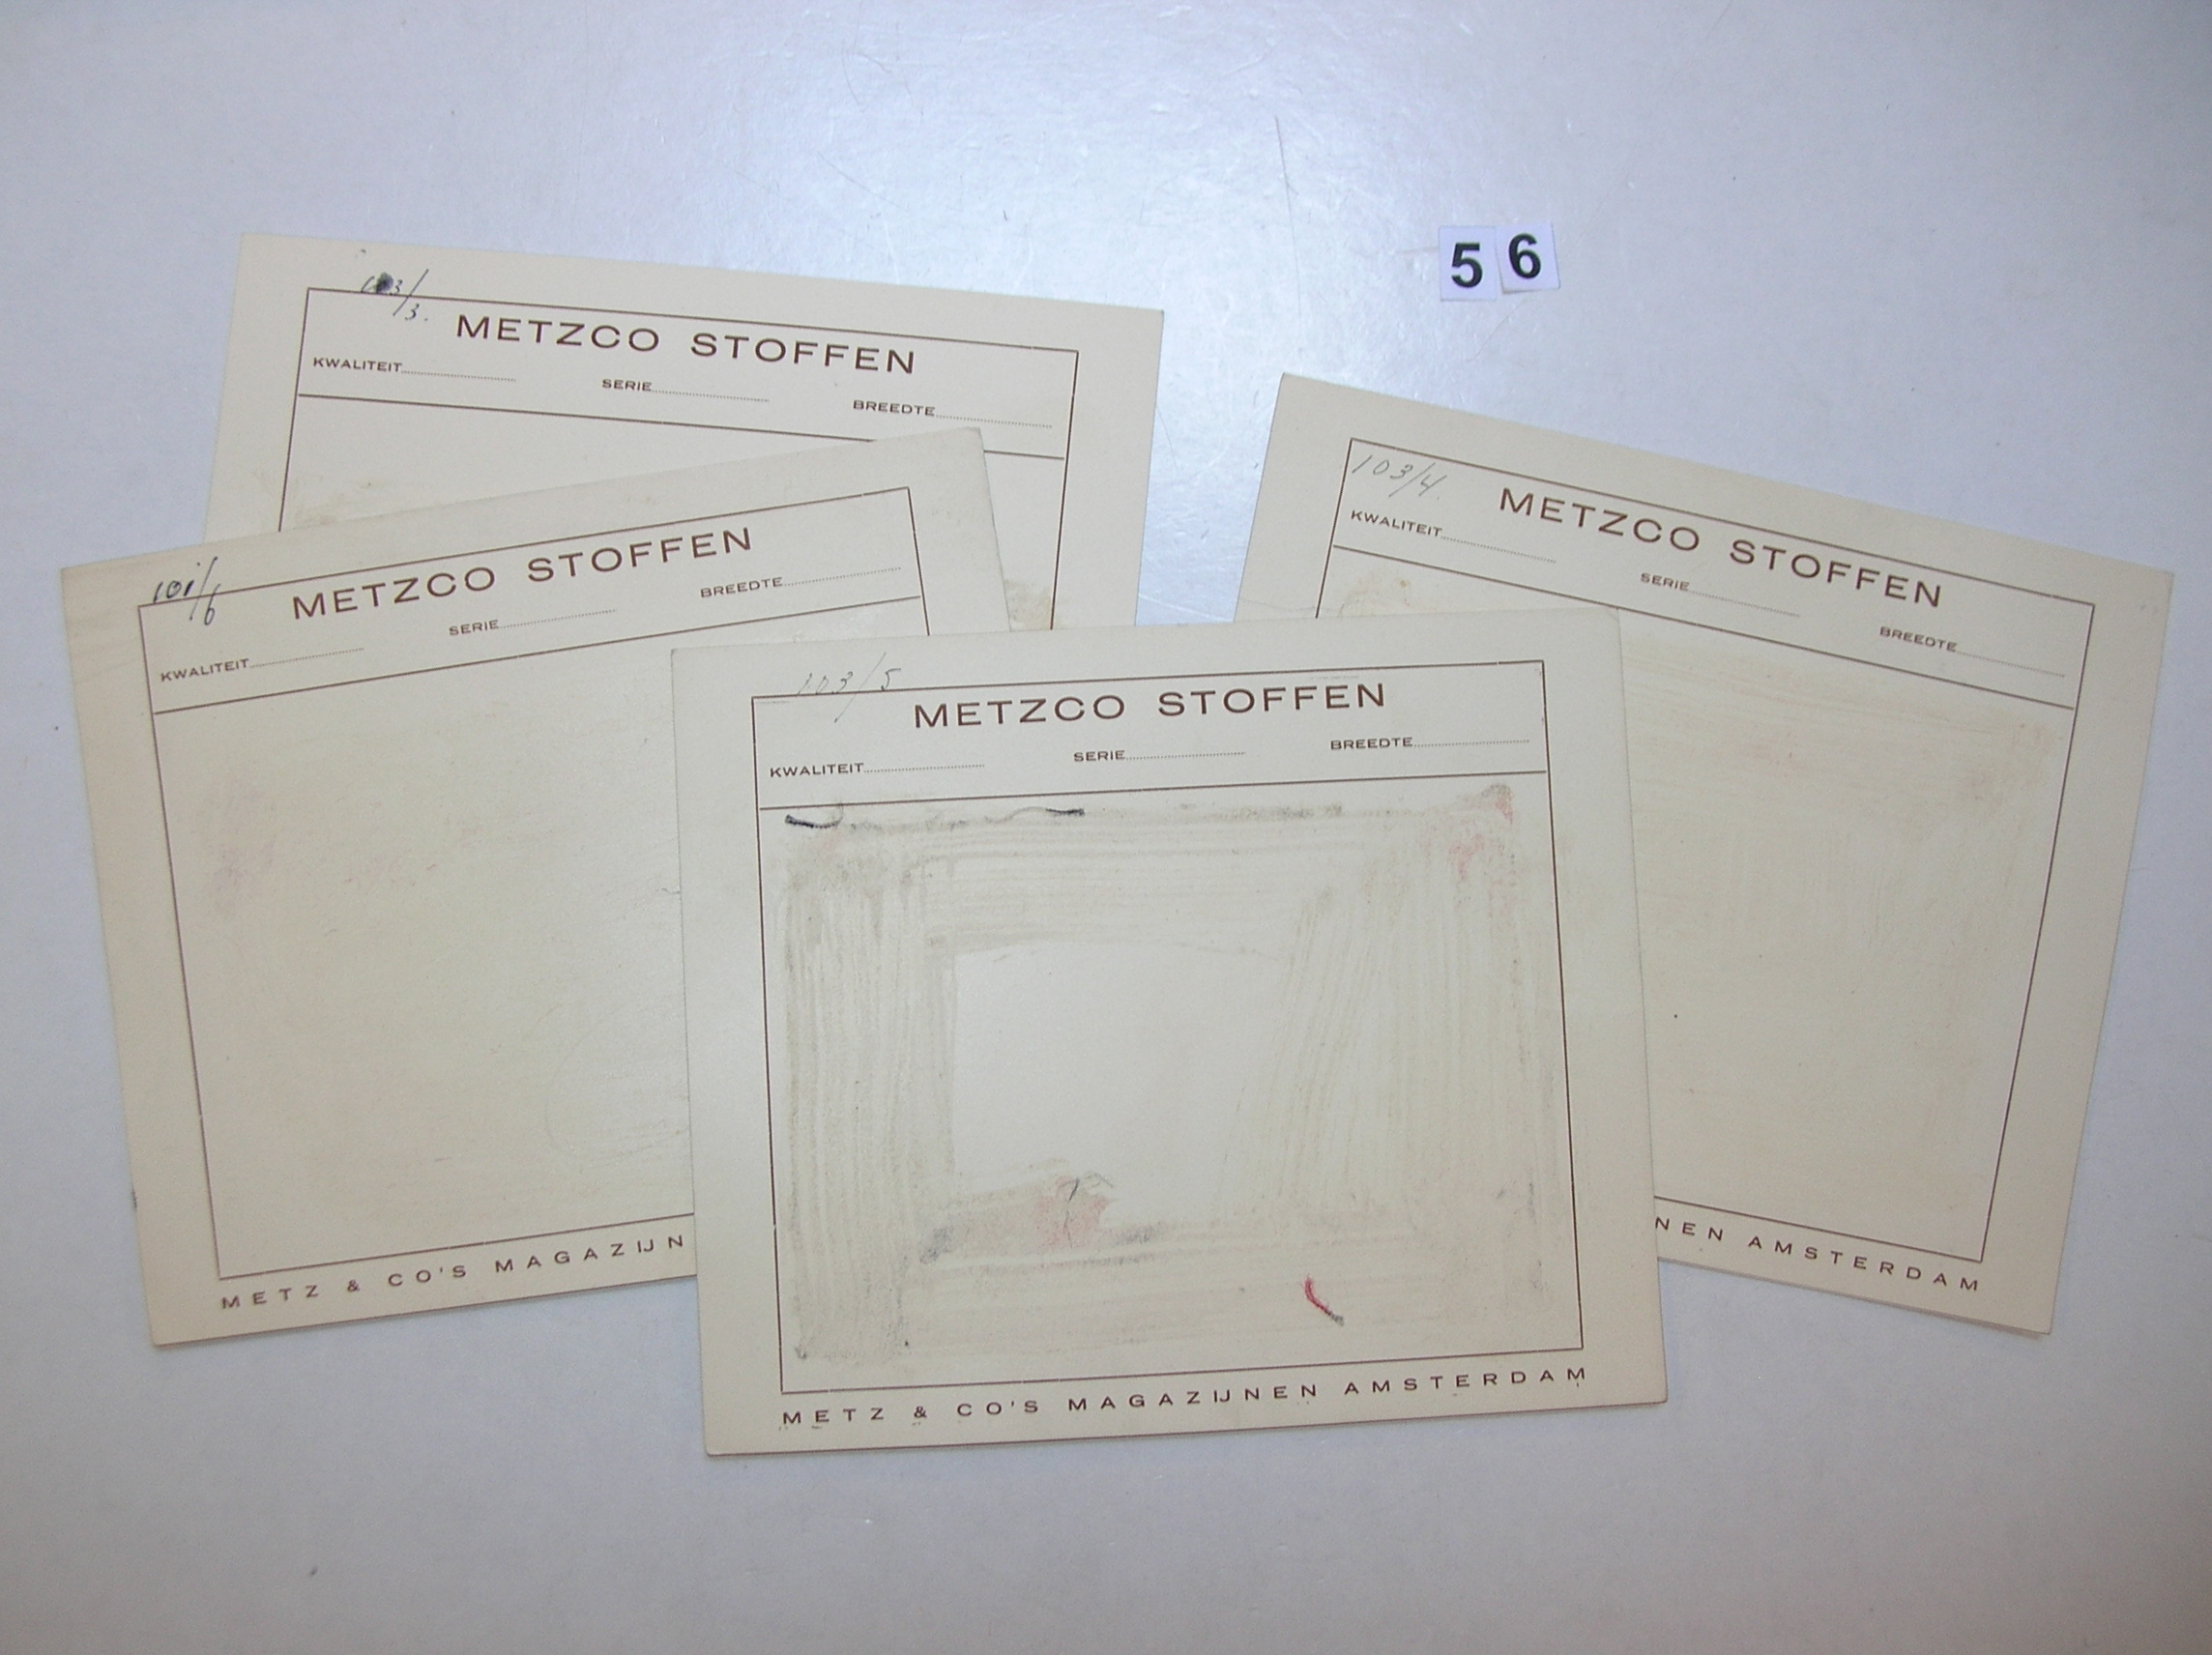 56
103/3.
METZCO STOFFEN
KWALITEIT SERIE BREEDTE
101/6
METZCO STOFFEN
KWALITEIT SERIE BREEDTE
METZ & CO'S MAGAZIJN
103/4.
METZCO STOFFEN
KWALITEIT SERIE BREEDTE
NEN AMSTERDAM
103/5
METZCO STOFFEN
KWALITEIT SERIE BREEDTE
METZ & CO'S MAGAZIJNEN AMSTERDAM